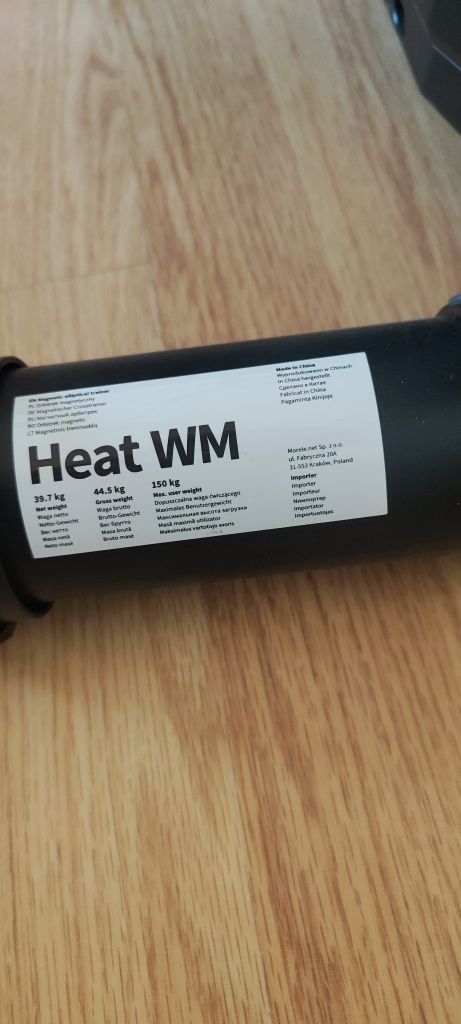 EN Magnetic elliptical trainer
PL Orbitrek magnetyczny
DE Magnetischer Crosstrainer
RU Магнитный орбитрек
RO Orbitrek magnetic
LT Magnetinis treniruoklis
Heat WM
39.7 kg
Net weight
Waga netto
Netto-Gewicht
Вес нетто
Masa netă
Neto masė
44.5 kg
Gross weight
Waga brutto
Brutto-Gewicht
Вес брутто
Masa brută
Bruto masė
150 kg
Max. user weight
Dopuszczalna waga ćwiczącego
Maximales Benutzergewicht
Максимальная высота загрузки
Masă maximă utilizator
Maksimalus vartotojo svoris
Made in China
Wyprodukowano w Chinach
In China hergestellt
Сделано в Китае
Fabricat in China
Pagaminta Kinijoje
Morele.net Sp. z o.o.
ul. Fabryczna 20A
31-553 Kraków, Poland
Importer
Importer
Importeur
Импортер
Importator
Importuotojas